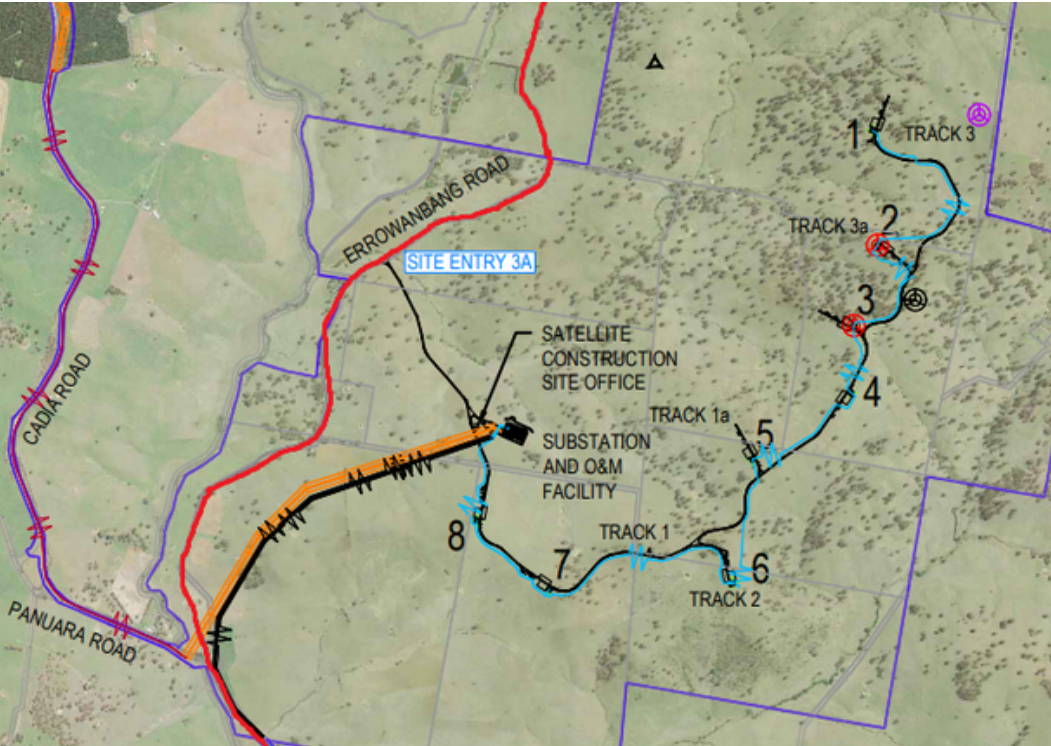 1
TRACK 3
ERROWANBANG ROAD
TRACK 3a
2
SITE ENTRY 3A
3
SATELLITE
CONSTRUCTION
SITE OFFICE
4
CADIA ROAD
TRACK 1a
5
SUBSTATION
AND O&M
FACILITY
8
TRACK 1
7
6
TRACK 2
PANUARA ROAD